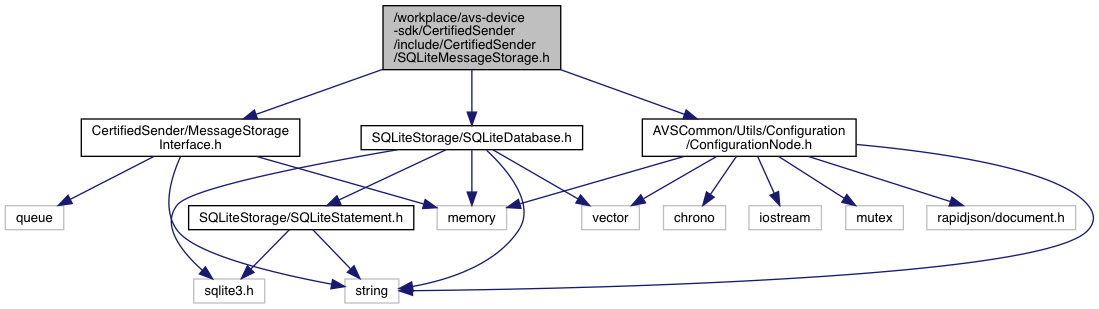 /workplace/avs-device
-sdk/CertifiedSender
/include/CertifiedSender
/SQLiteMessageStorage.h
CertifiedSender/MessageStorage
Interface.h
SQLiteStorage/SQLiteDatabase.h
AVSCommon/Utils/Configuration
/ConfigurationNode.h
queue
SQLiteStorage/SQLiteStatement.h
memory
vector
chrono
iostream
mutex
rapidjson/document.h
sqlite3.h
string